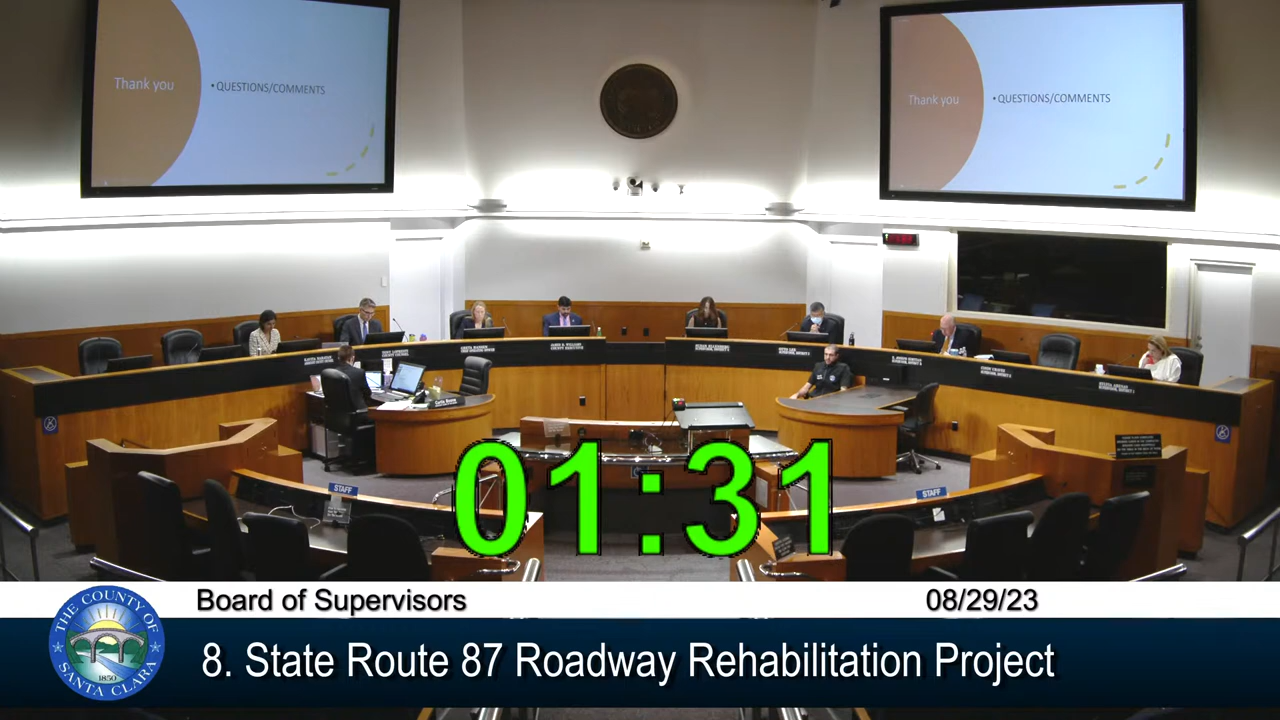 Thank you
• QUESTIONS/COMMENTS
Thank you
• QUESTIONS/COMMENTS
STAFF
STAFF
01:31
Board of Supervisors
08/29/23
THE COUNTY OF
SANTA CLARA
1850
8. State Route 87 Roadway Rehabilitation Project